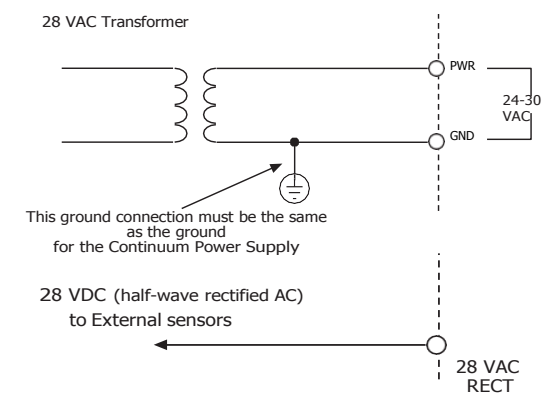 28 VAC Transformer
PWR
24-30
VAC
GND
This ground connection must be the same
as the ground
for the Continuum Power Supply
28 VDC (half-wave rectified AC)
to External sensors
28 VAC
RECT